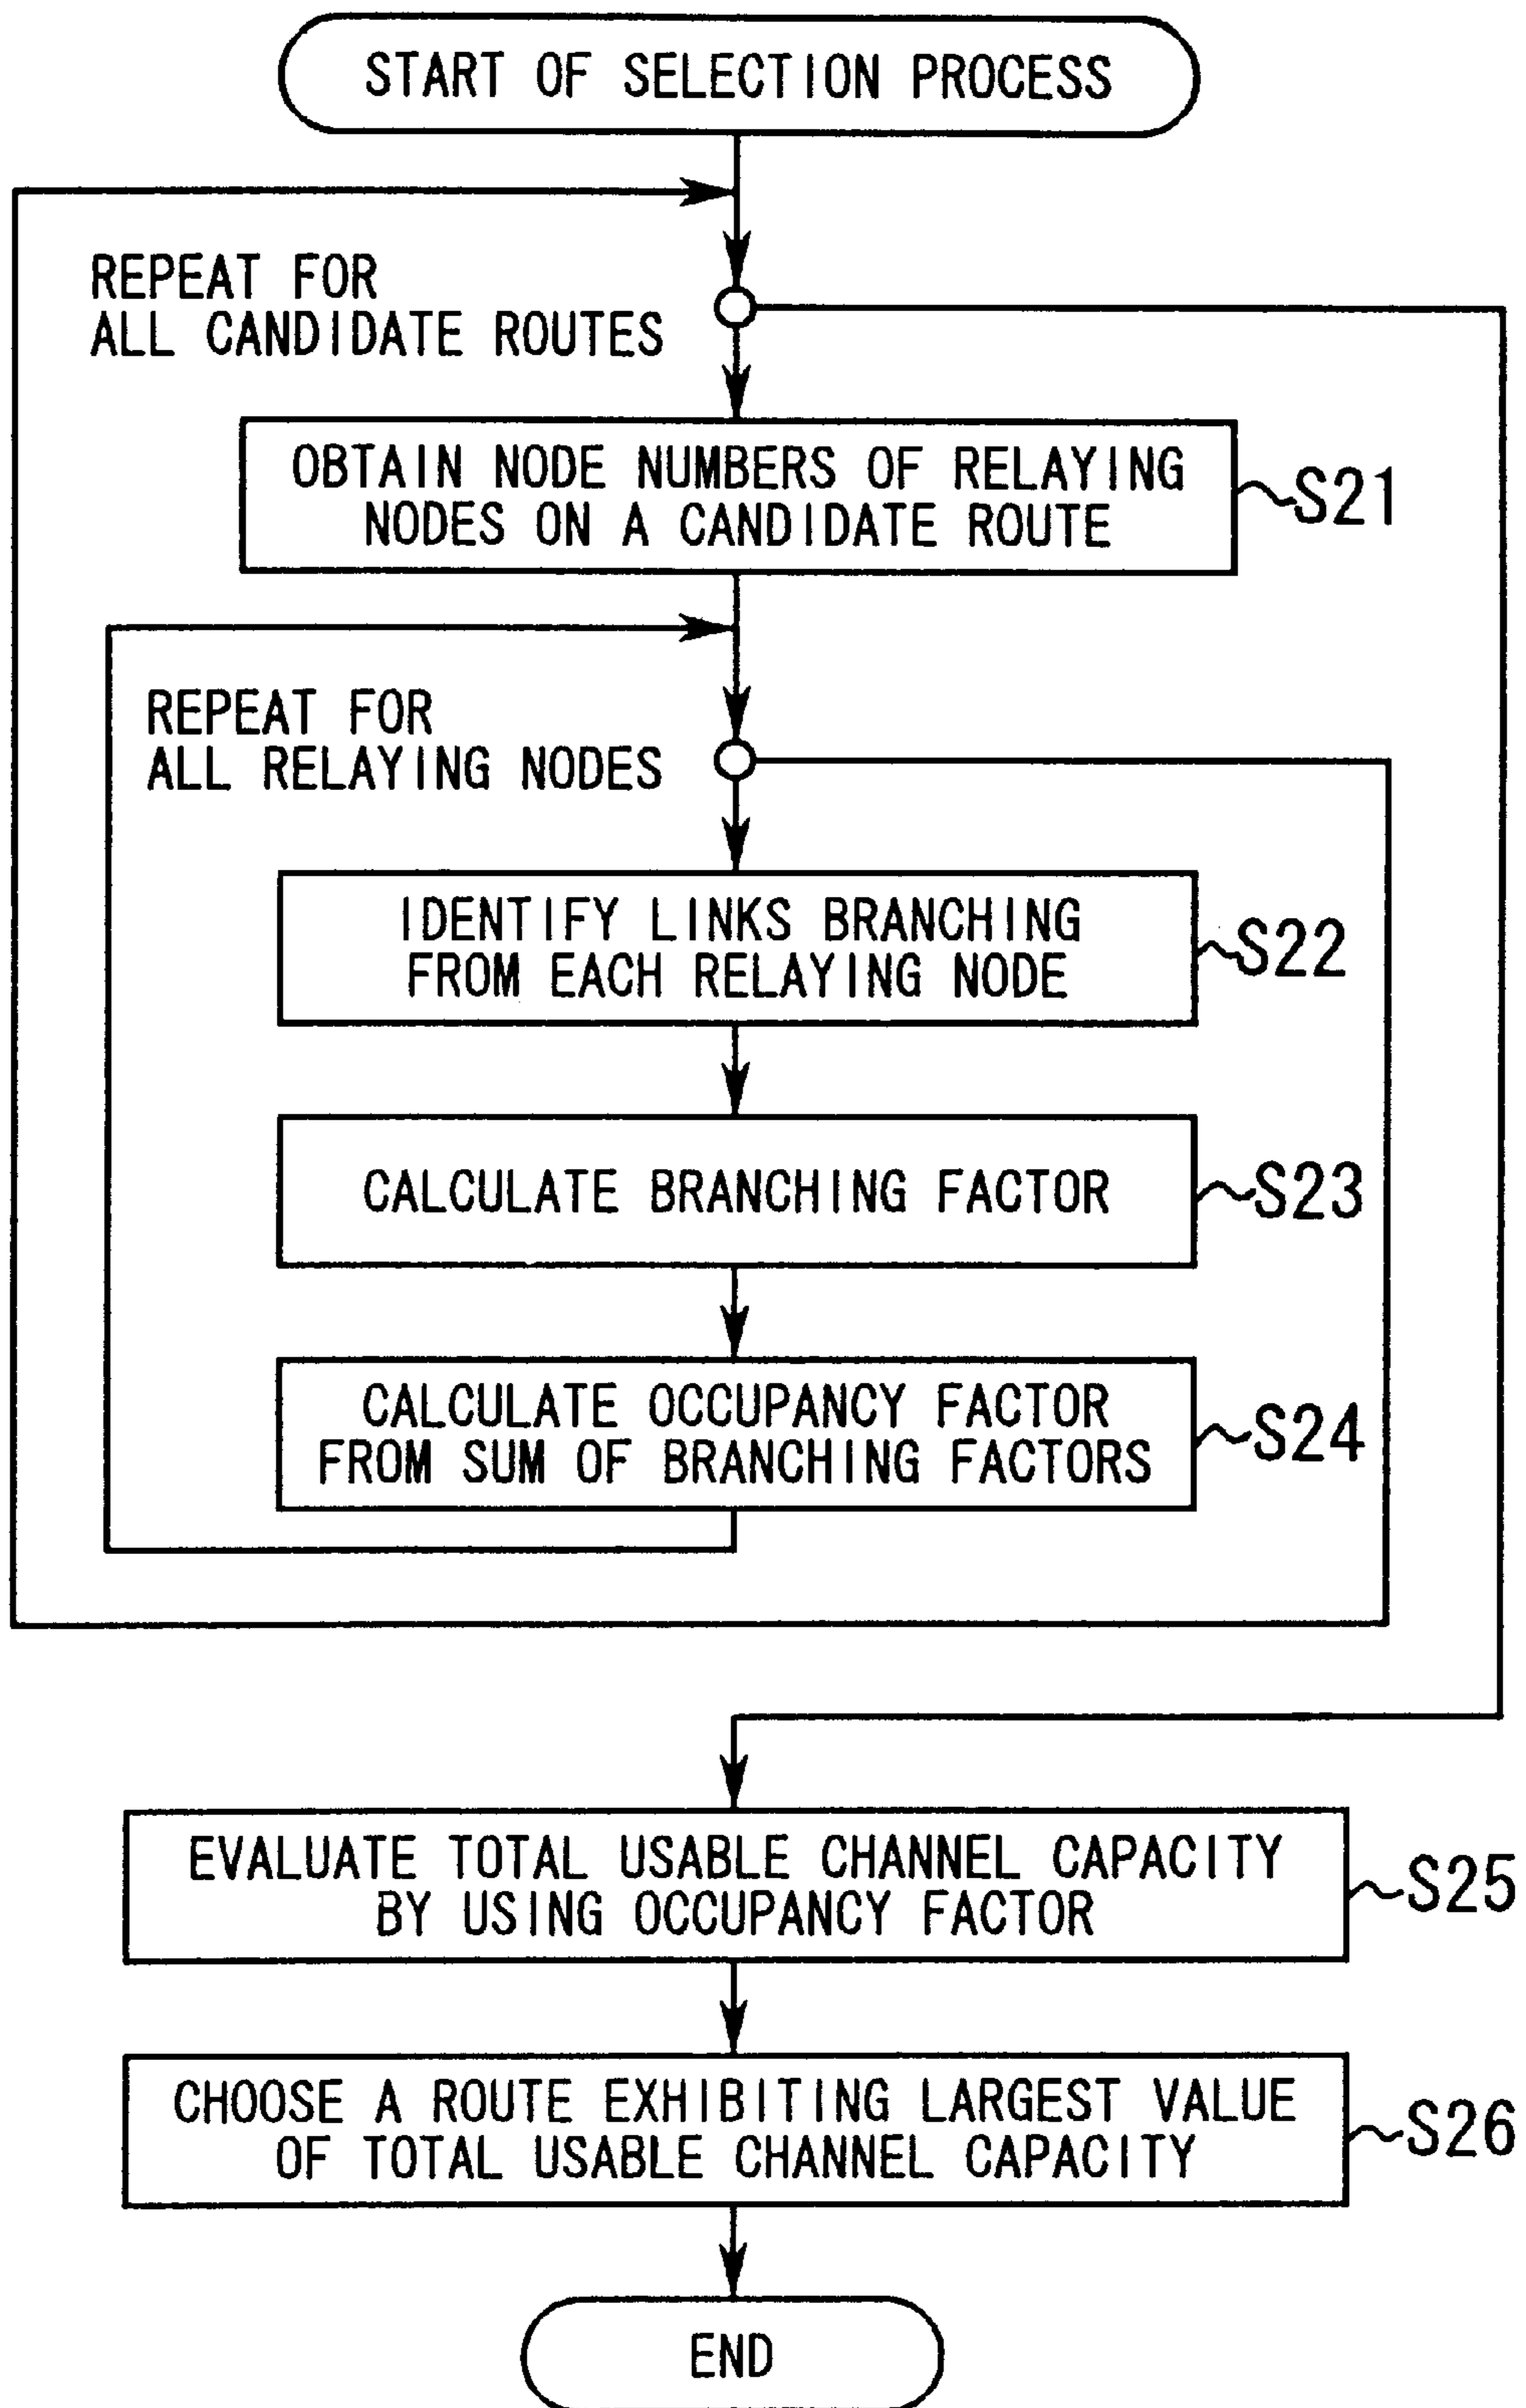 START OF SELECTION PROCESS
REPEAT FOR
ALL CANDIDATE ROUTES
OBTAIN NODE NUMBERS OF RELAYING
NODES ON A CANDIDATE ROUTE
S21
REPEAT FOR
ALL RELAYING NODES
IDENTIFY LINKS BRANCHING
FROM EACH RELAYING NODE
S22
CALCULATE BRANCHING FACTOR
S23
CALCULATE OCCUPANCY FACTOR
FROM SUM OF BRANCHING FACTORS
S24
EVALUATE TOTAL USABLE CHANNEL CAPACITY
BY USING OCCUPANCY FACTOR
S25
CHOOSE A ROUTE EXHIBITING LARGEST VALUE
OF TOTAL USABLE CHANNEL CAPACITY
S26
END